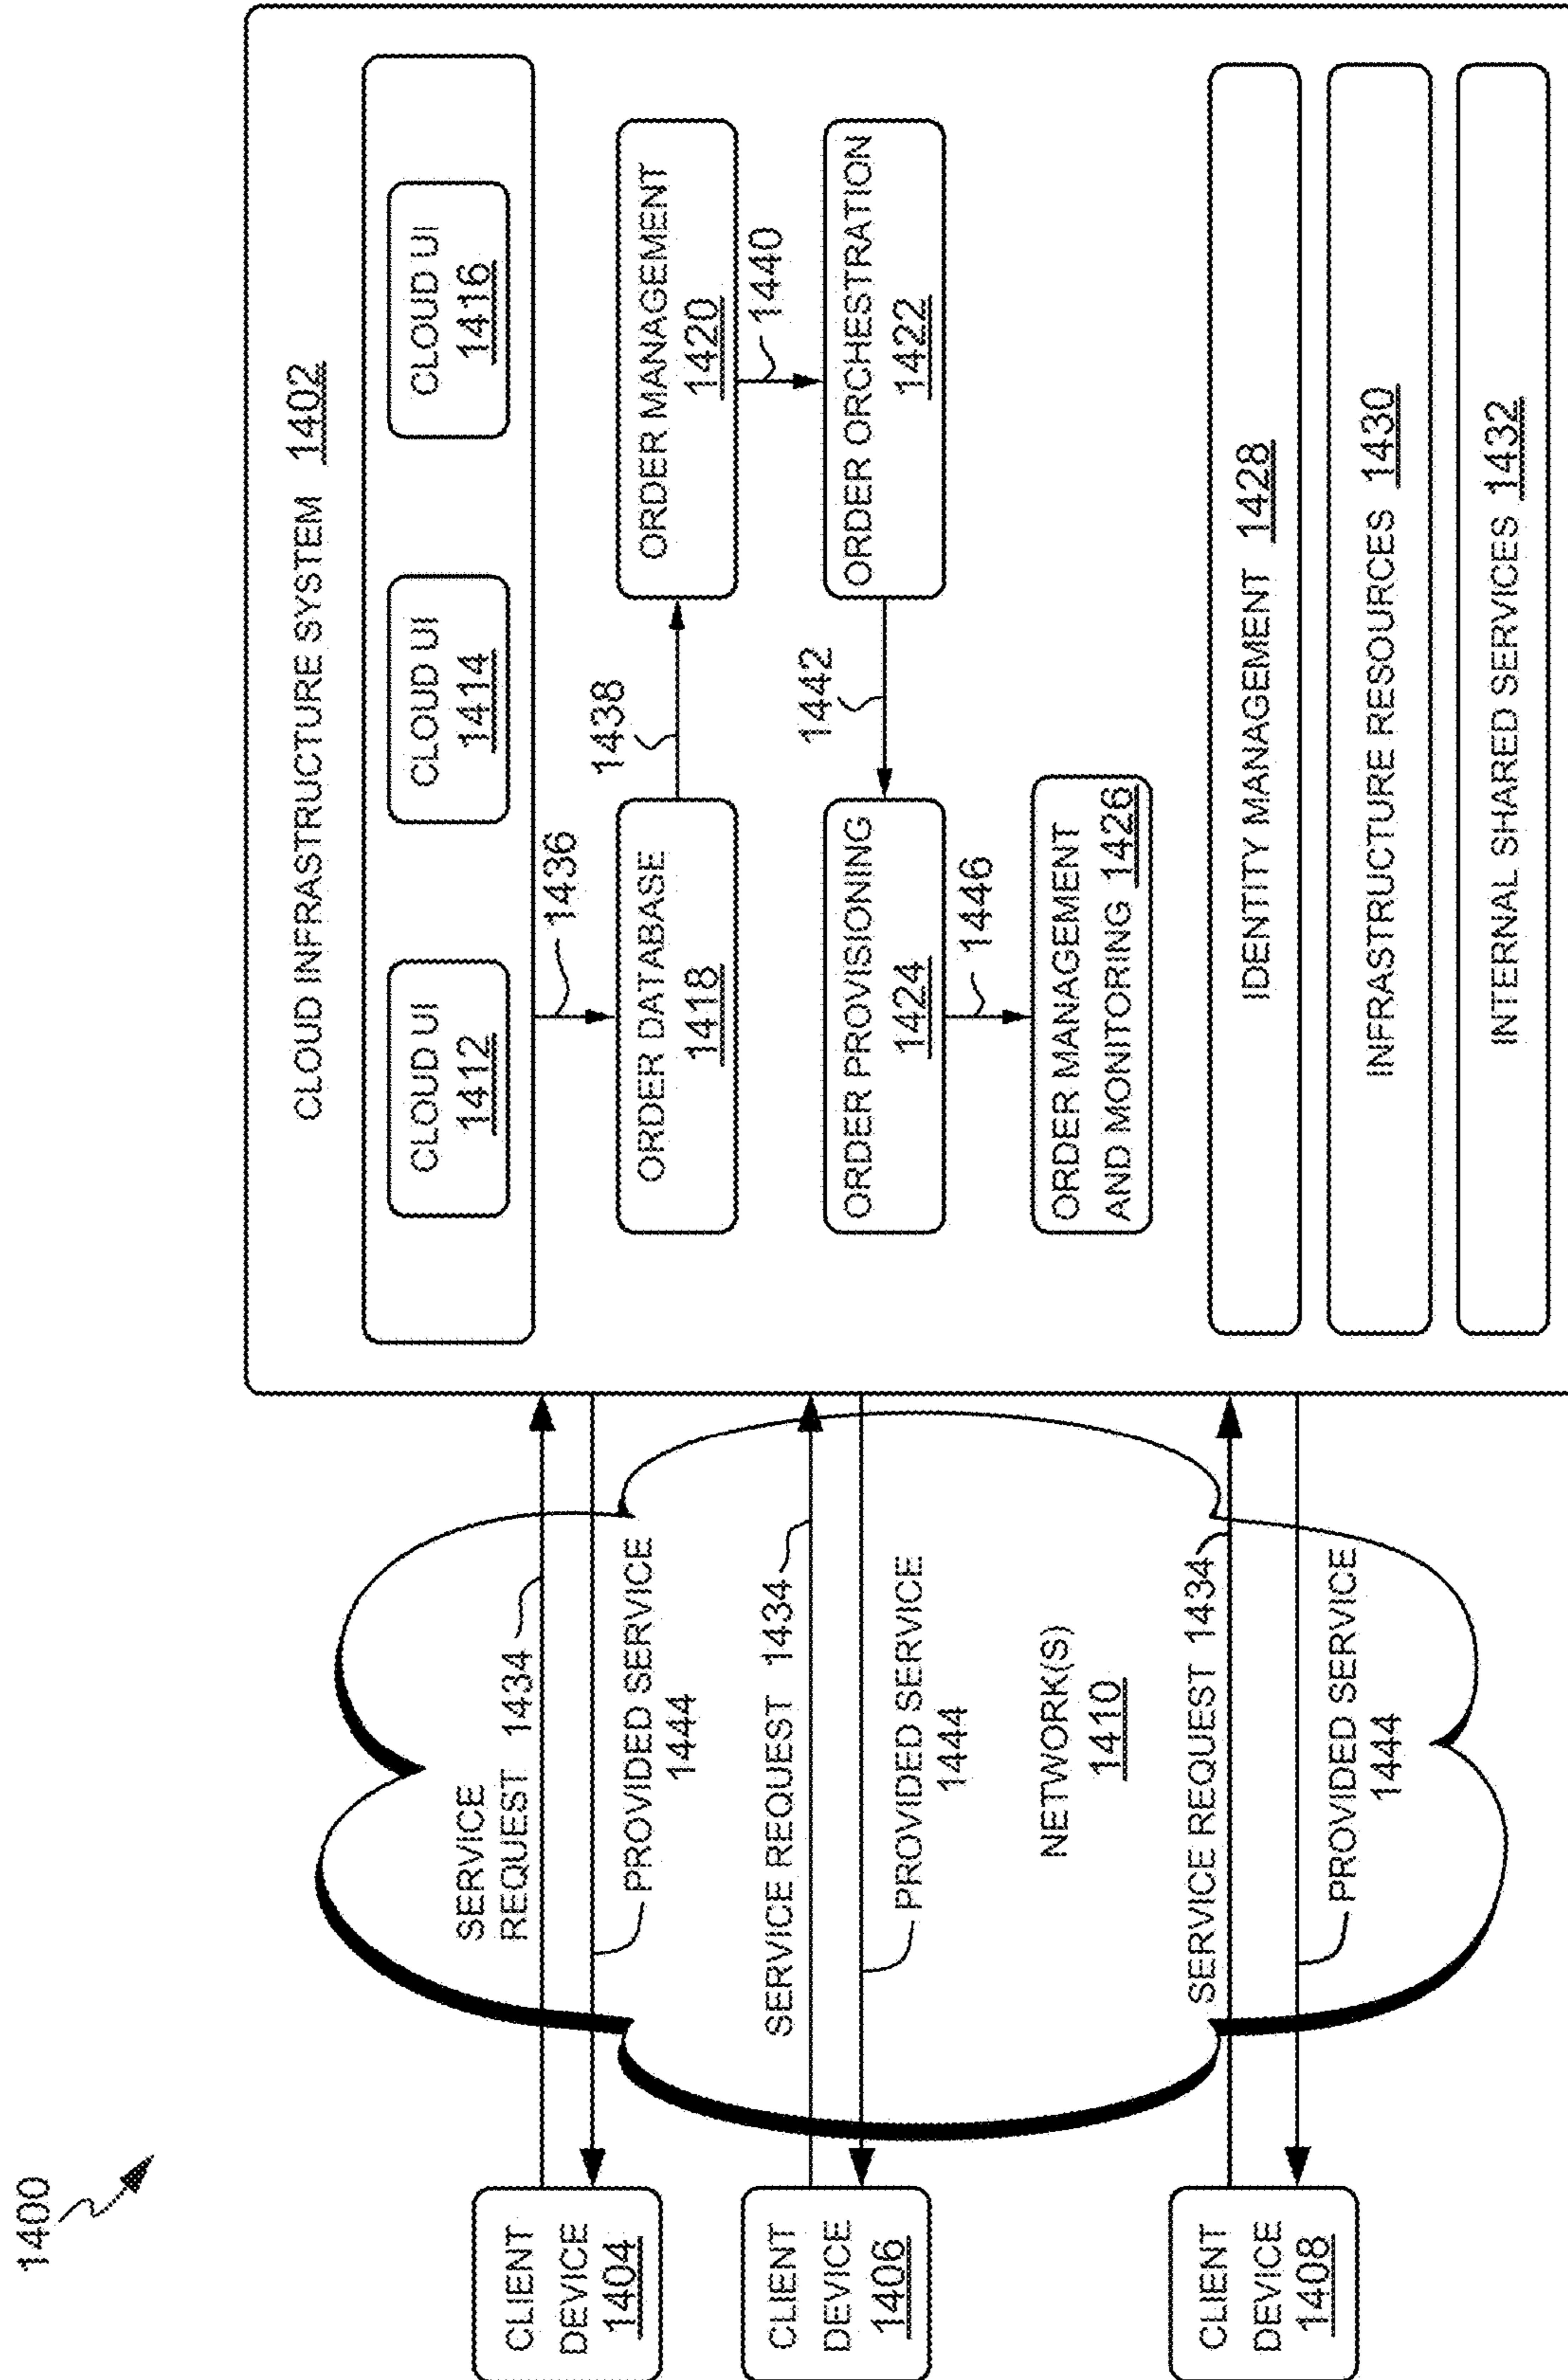 1400
CLIENT
DEVICE
1404
CLIENT
DEVICE
1406
CLIENT
DEVICE
1408
SERVICE
REQUEST 1434
PROVIDED SERVICE
1444
SERVICE REQUEST 1434
PROVIDED SERVICE
1444
NETWORK(S)
1410
SERVICE REQUEST 1434
PROVIDED SERVICE
1444
CLOUD INFRASTRUCTURE SYSTEM 1402
CLOUD UI
1412
CLOUD UI
1414
CLOUD UI
1416
1436
ORDER DATABASE
1418
1438
ORDER MANAGEMENT
1420
1440
ORDER ORCHESTRATION
1422
1442
ORDER PROVISIONING
1424
1446
ORDER MANAGEMENT
AND MONITORING 1426
IDENTITY MANAGEMENT 1428
INFRASTRUCTURE RESOURCES 1430
INTERNAL SHARED SERVICES 1432